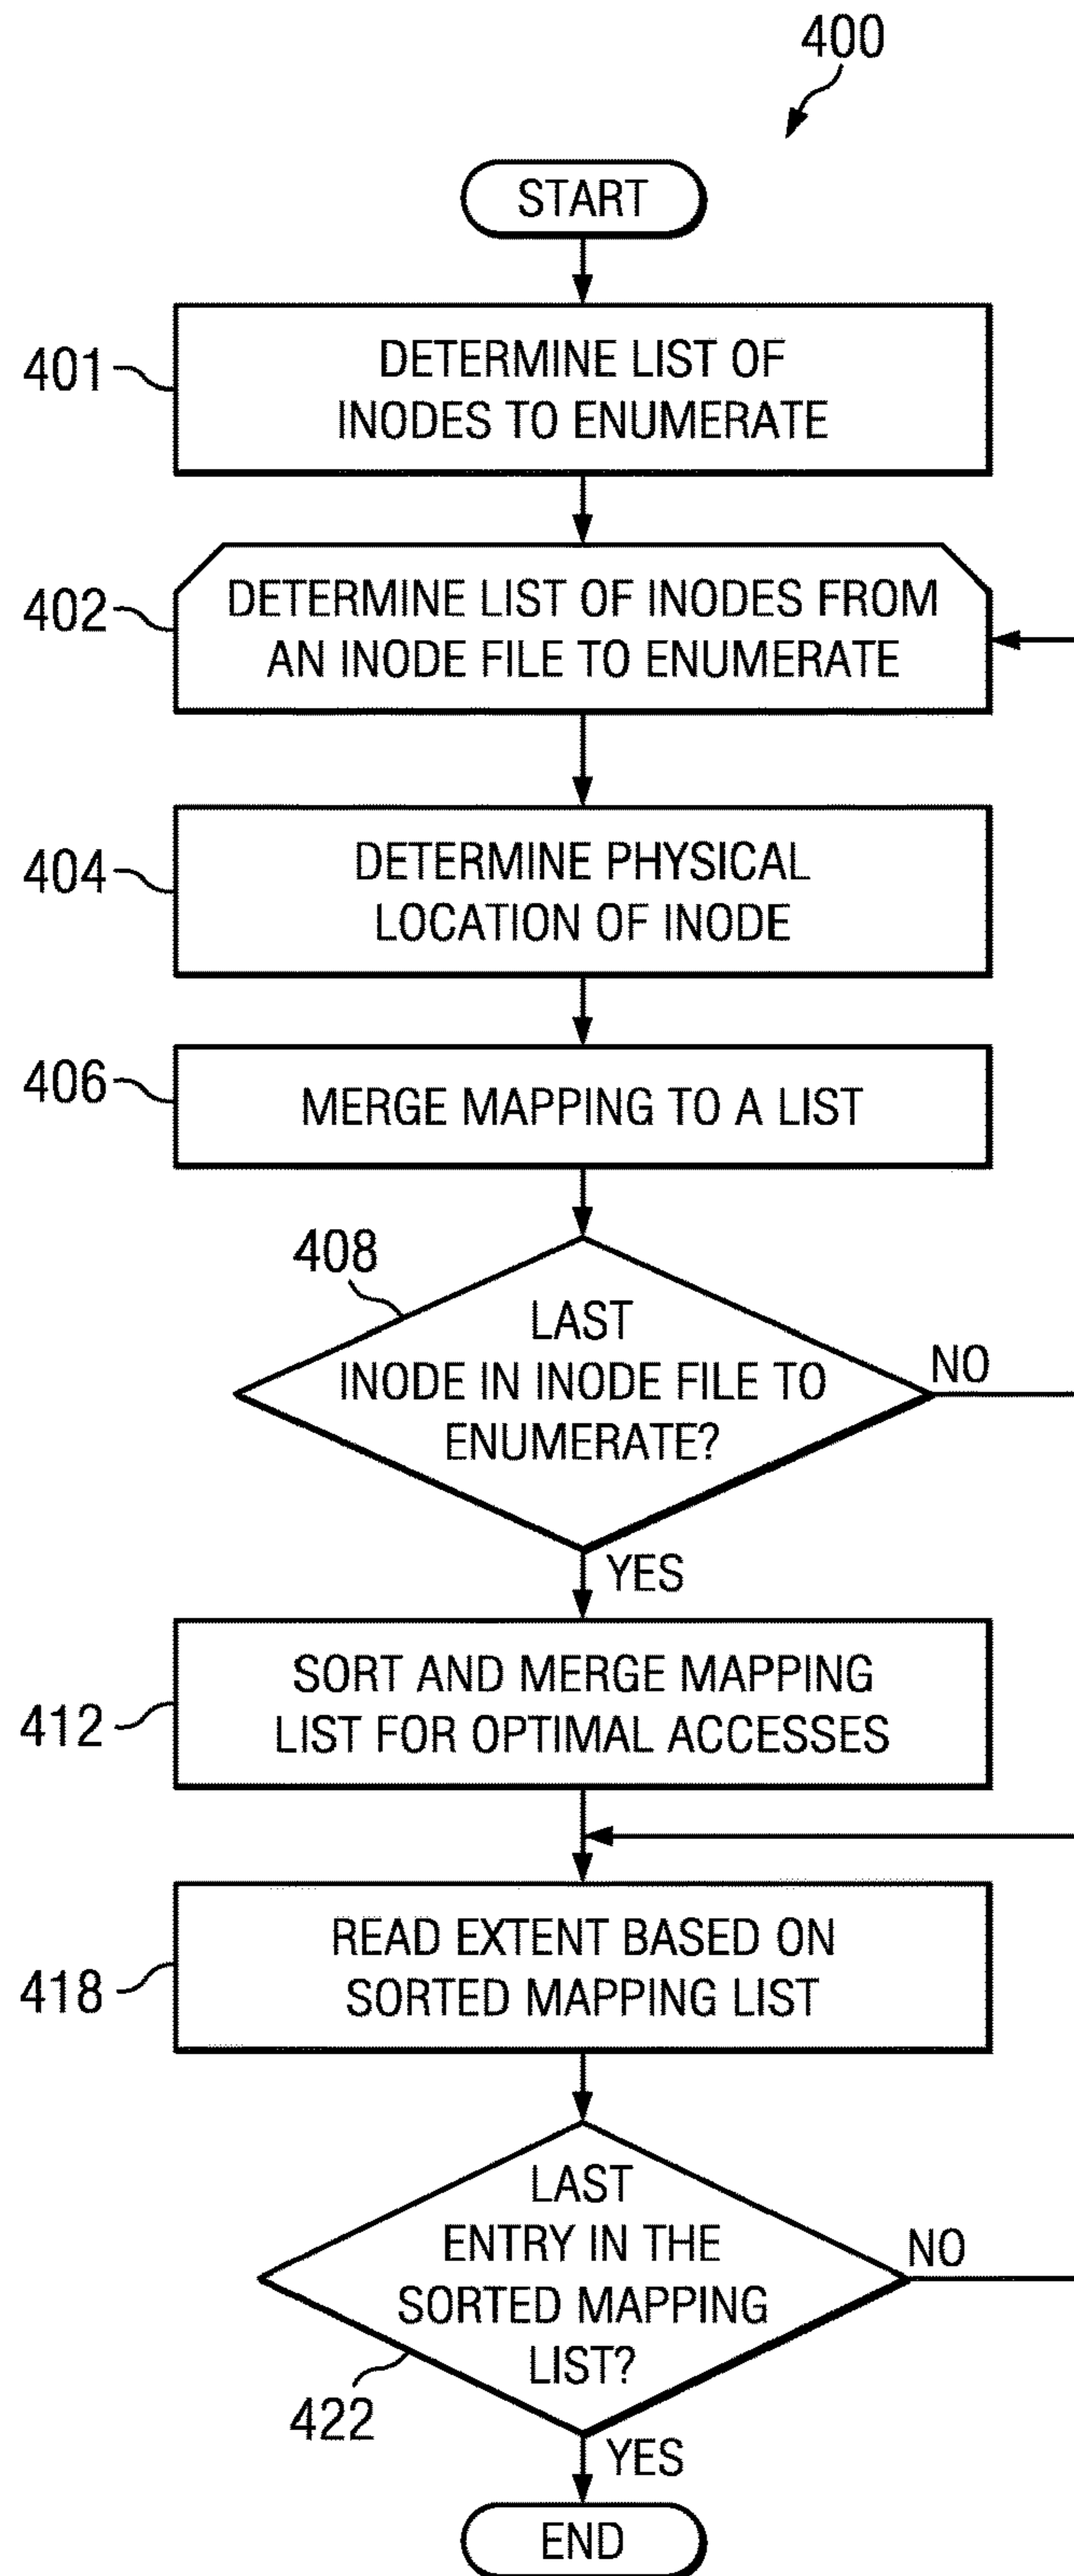 400
START
401
DETERMINE LIST OF
INODES TO ENUMERATE
402
DETERMINE LIST OF INODES FROM
AN INODE FILE TO ENUMERATE
404
DETERMINE PHYSICAL
LOCATION OF INODE
406
MERGE MAPPING TO A LIST
408
LAST
INODE IN INODE FILE TO
ENUMERATE?
NO
YES
412
SORT AND MERGE MAPPING
LIST FOR OPTIMAL ACCESSES
418
READ EXTENT BASED ON
SORTED MAPPING LIST
LAST
ENTRY IN THE
SORTED MAPPING
LIST?
NO
422
YES
END